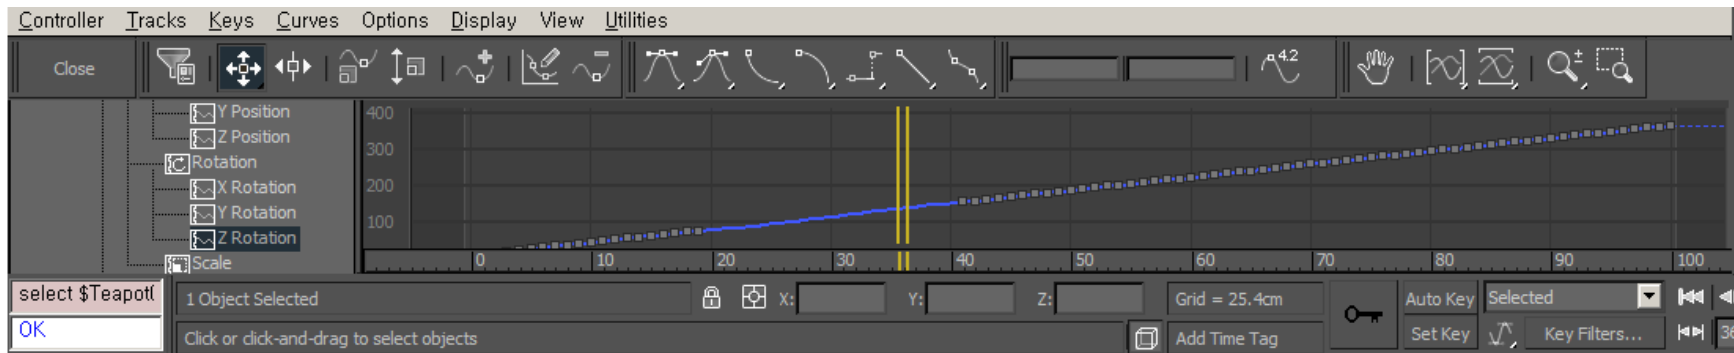 Controller Tracks Keys Curves Options Display View Utilities
Close
4.2
Y Position
Z Position
Rotation
X Rotation
Y Rotation
Z Rotation
Scale
400
300
200
100
0 10 20 30 40 50 60 70 80 90 100
select $Teapot(
OK
1 Object Selected
X: Y: Z:
Grid = 25.4cm
Auto Key
Selected
Click or click-and-drag to select objects
Add Time Tag
Set Key
Key Filters...
36